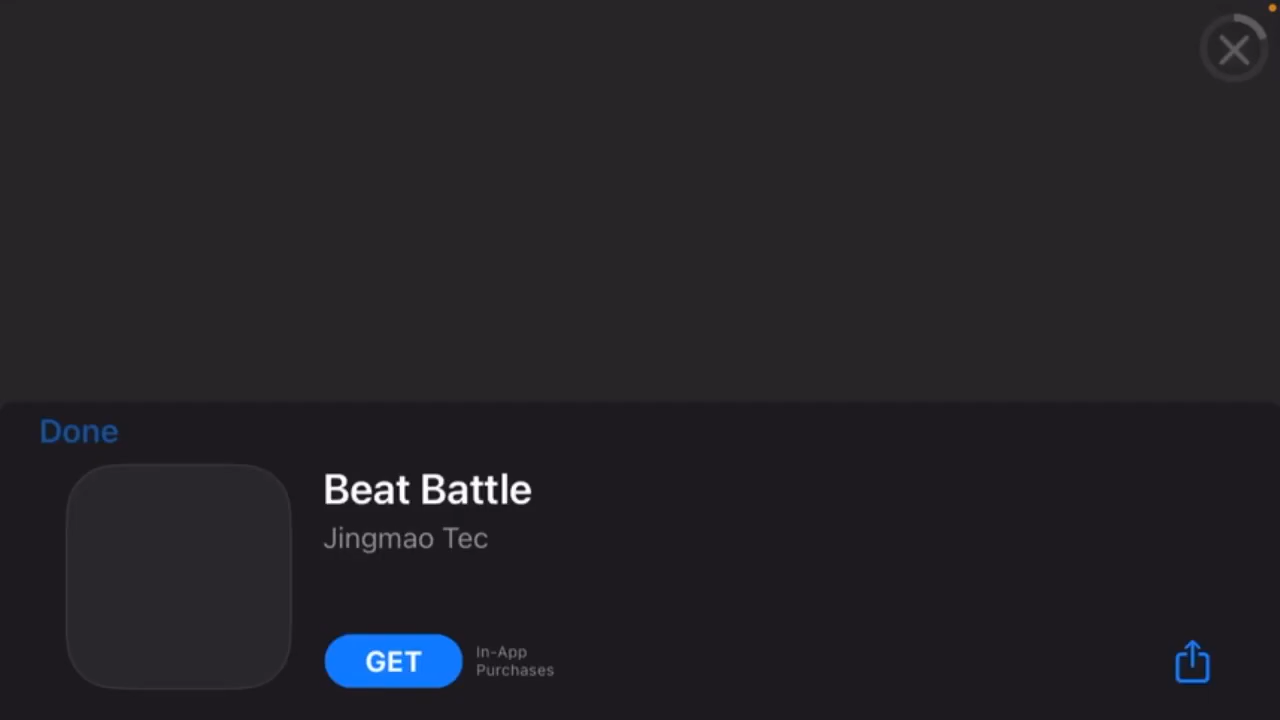 Done
Beat Battle
Jingmao Tec
GET
In-App
Purchases